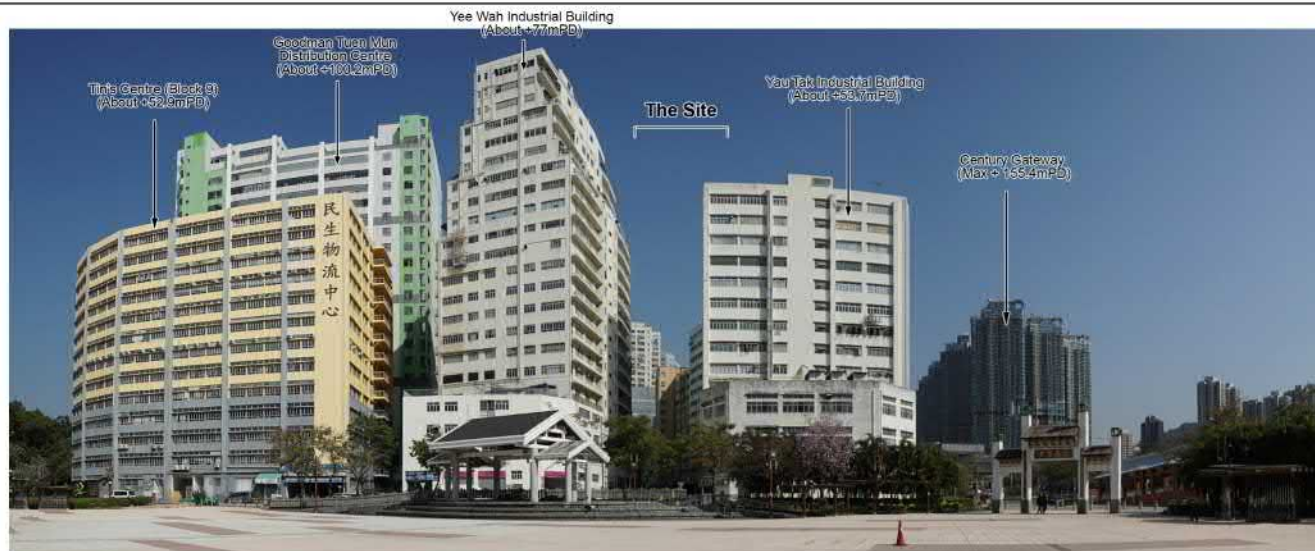 Yee Wah Industrial Building
(About +77mPD)
Goodman Tuen Mun
Distribution Centre
(About +103.2mPD)
Tin's Centre (Block 9)
(About +52.9mPD)
The Site
Yau Tak Industrial Building
(About +53.7mPD)
Century Gateway
(Max + 155.4mPD)
民生物流中心